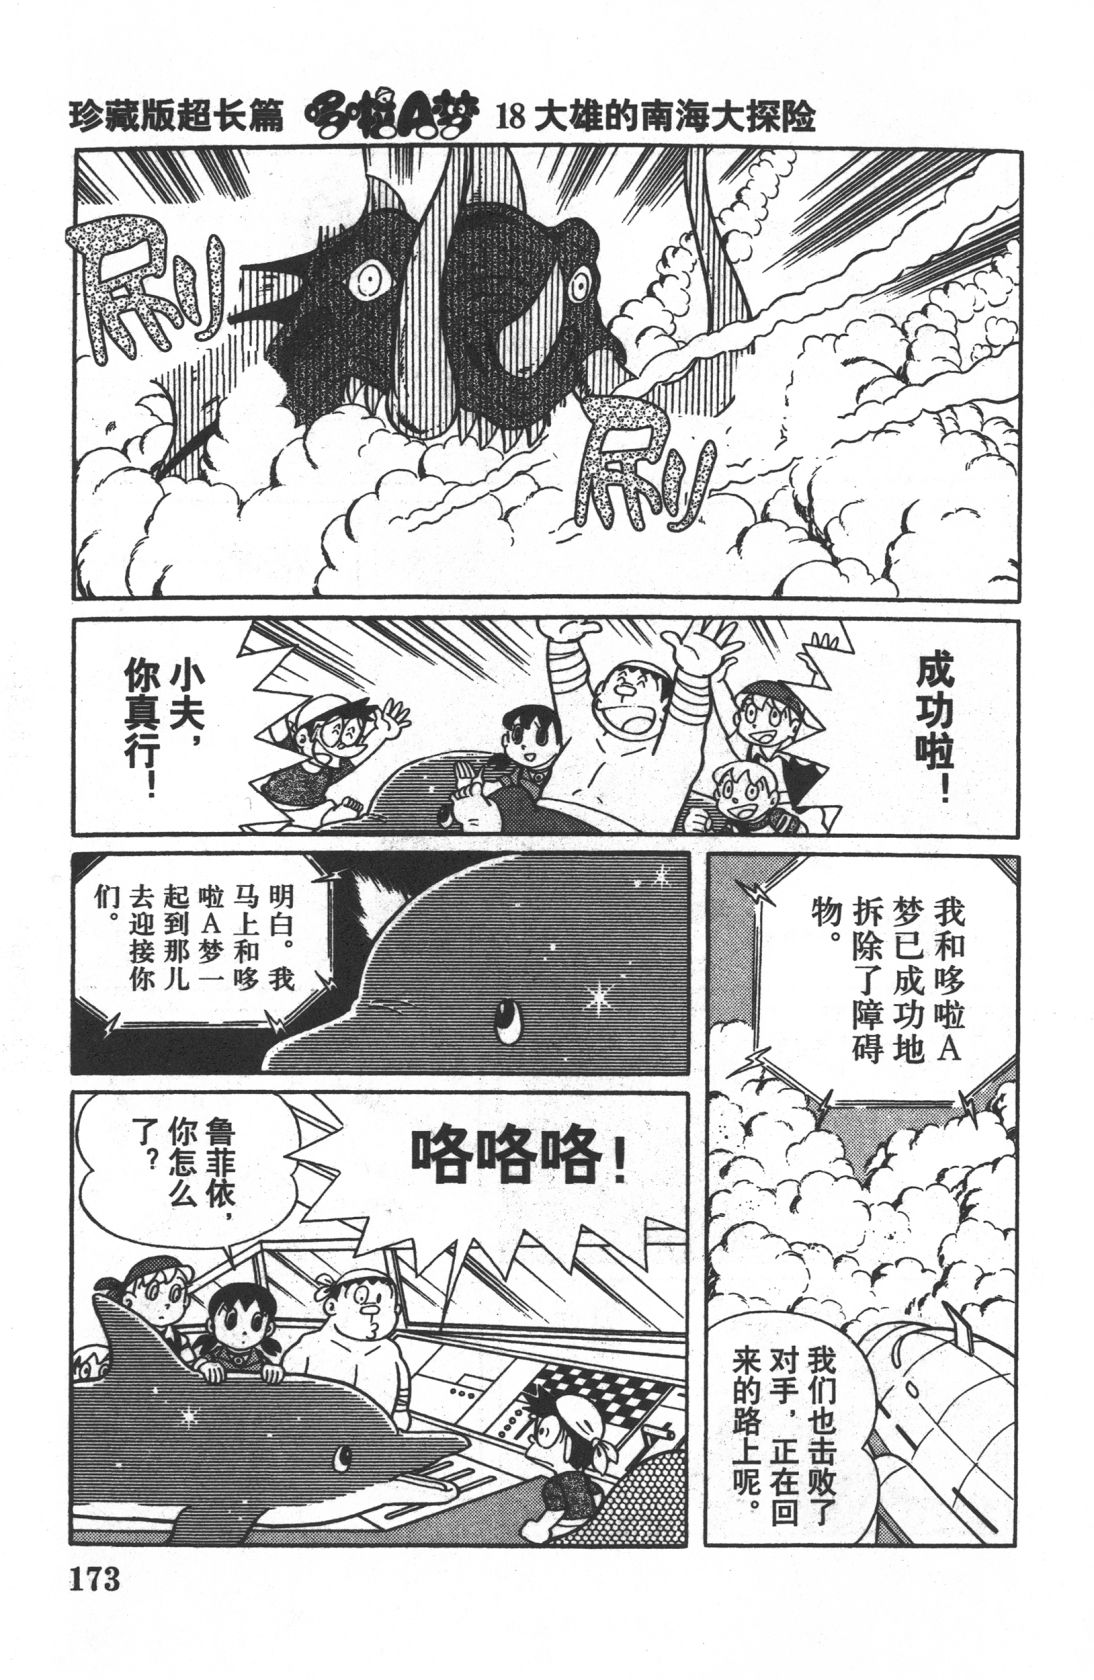 珍藏版超长篇 哆啦A梦 18 大雄的南海大探险
成功啦！
小夫，
你真行！
我和哆啦A
梦已成功地
拆除了障碍
物。
我们也击败了
对手，正在回
来的路上呢。
明白。我
马上和哆
啦A梦一
起到那儿
去迎接你
们。
咯咯咯！
鲁菲依，
你怎么
了？
173